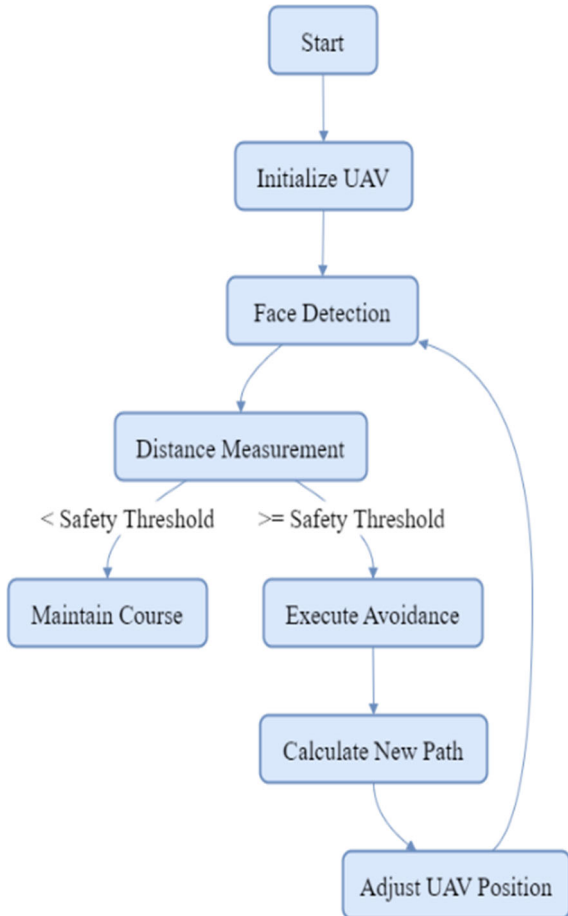 Start
Initialize UAV
Face Detection
Distance Measurement
< Safety Threshold
>= Safety Threshold
Maintain Course
Execute Avoidance
Calculate New Path
Adjust UAV Position